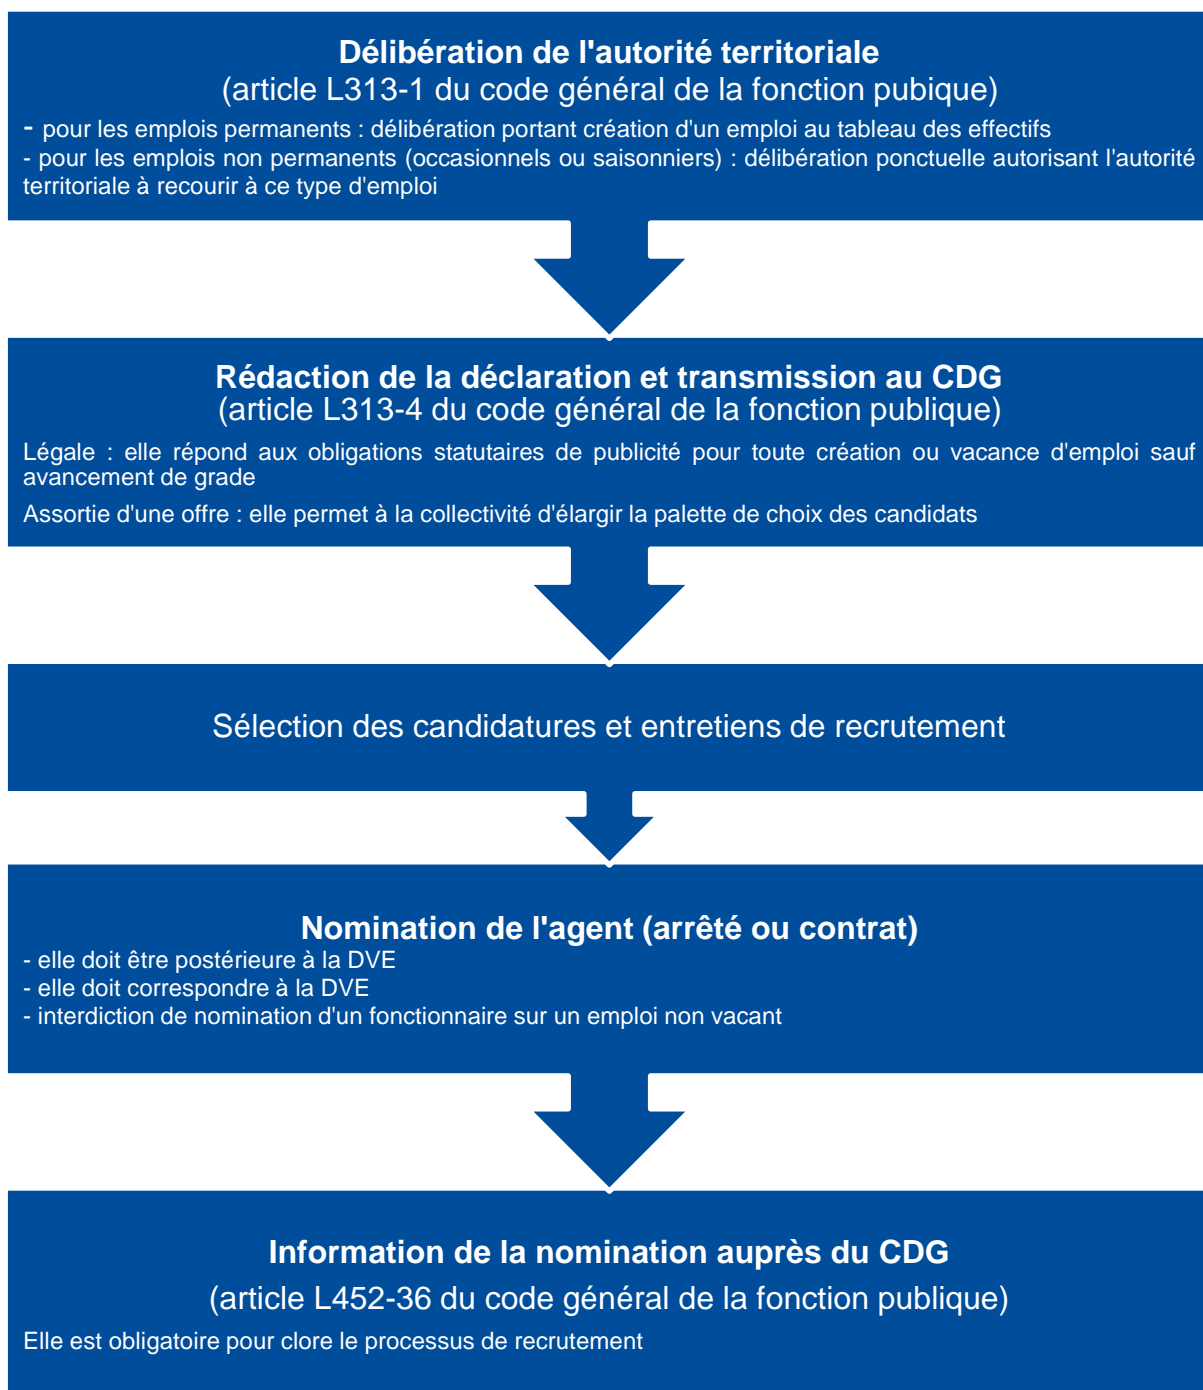 Délibération de l'autorité territoriale
(article L313-1 du code général de la fonction pubique)
- pour les emplois permanents : délibération portant création d'un emploi au tableau des effectifs
- pour les emplois non permanents (occasionnels ou saisonniers) : délibération ponctuelle autorisant l'autorité
territoriale à recourir à ce type d'emploi
Rédaction de la déclaration et transmission au CDG
(article L313-4 du code général de la fonction publique)
Légale : elle répond aux obligations statutaires de publicité pour toute création ou vacance d'emploi sauf
avancement de grade
Assortie d'une offre : elle permet à la collectivité d'élargir la palette de choix des candidats
Sélection des candidatures et entretiens de recrutement
Nomination de l'agent (arrêté ou contrat)
- elle doit être postérieure à la DVE
- elle doit correspondre à la DVE
- interdiction de nomination d'un fonctionnaire sur un emploi non vacant
Information de la nomination auprès du CDG
(article L452-36 du code général de la fonction publique)
Elle est obligatoire pour clore le processus de recrutement